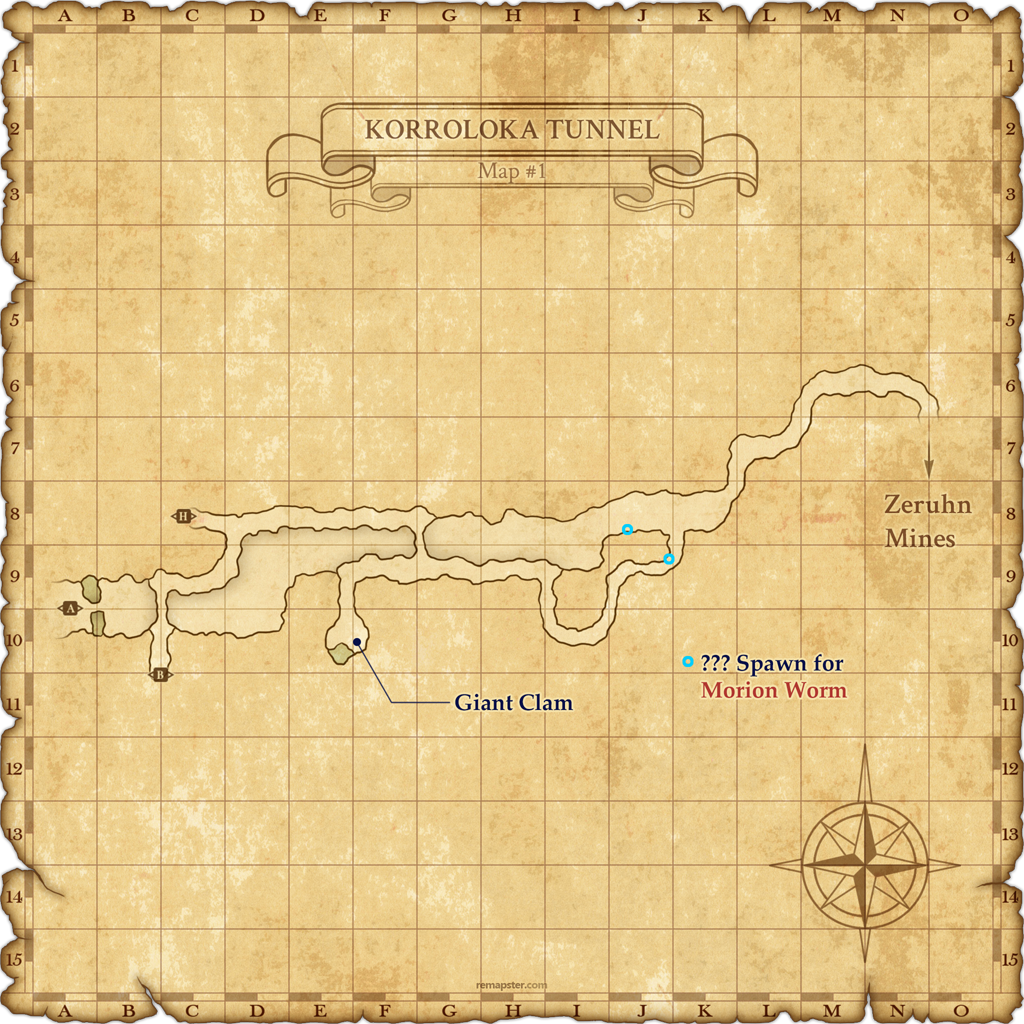 A B C D E F G H I J K L M N O
1 1
2 2
KORROLOKA TUNNEL
Map #1
3 3
4 4
5 5
6 6
7 7
8 8
H
Zeruhn
Mines
9 9
A
10 10
B
??? Spawn for
Morion Worm
11 11
Giant Clam
12 12
13 13
14 14
15 15
remapster.com
A B C D E F G H I J K L M N O